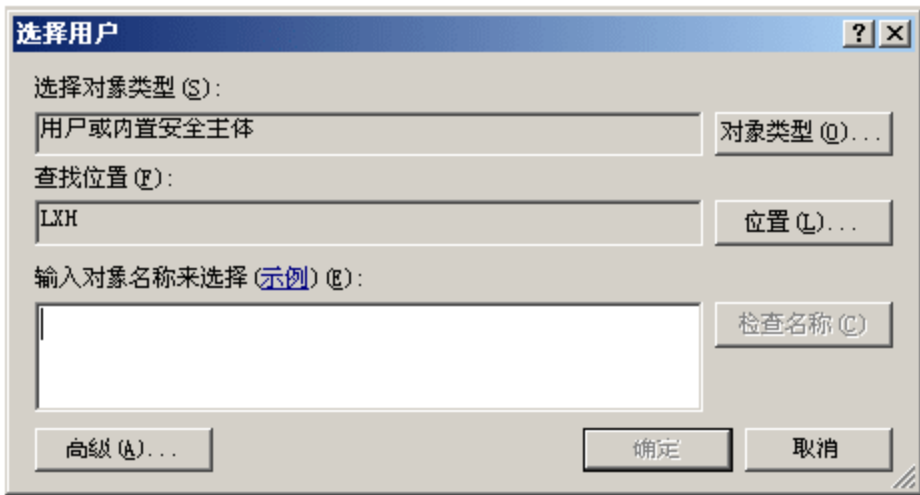 选择用户
选择对象类型(S):
用户或内置安全主体
对象类型(O)...
查找位置(F):
LXH
位置(L)...
输入对象名称来选择(示例)(E):
检查名称(C)
高级(A)...
确定
取消